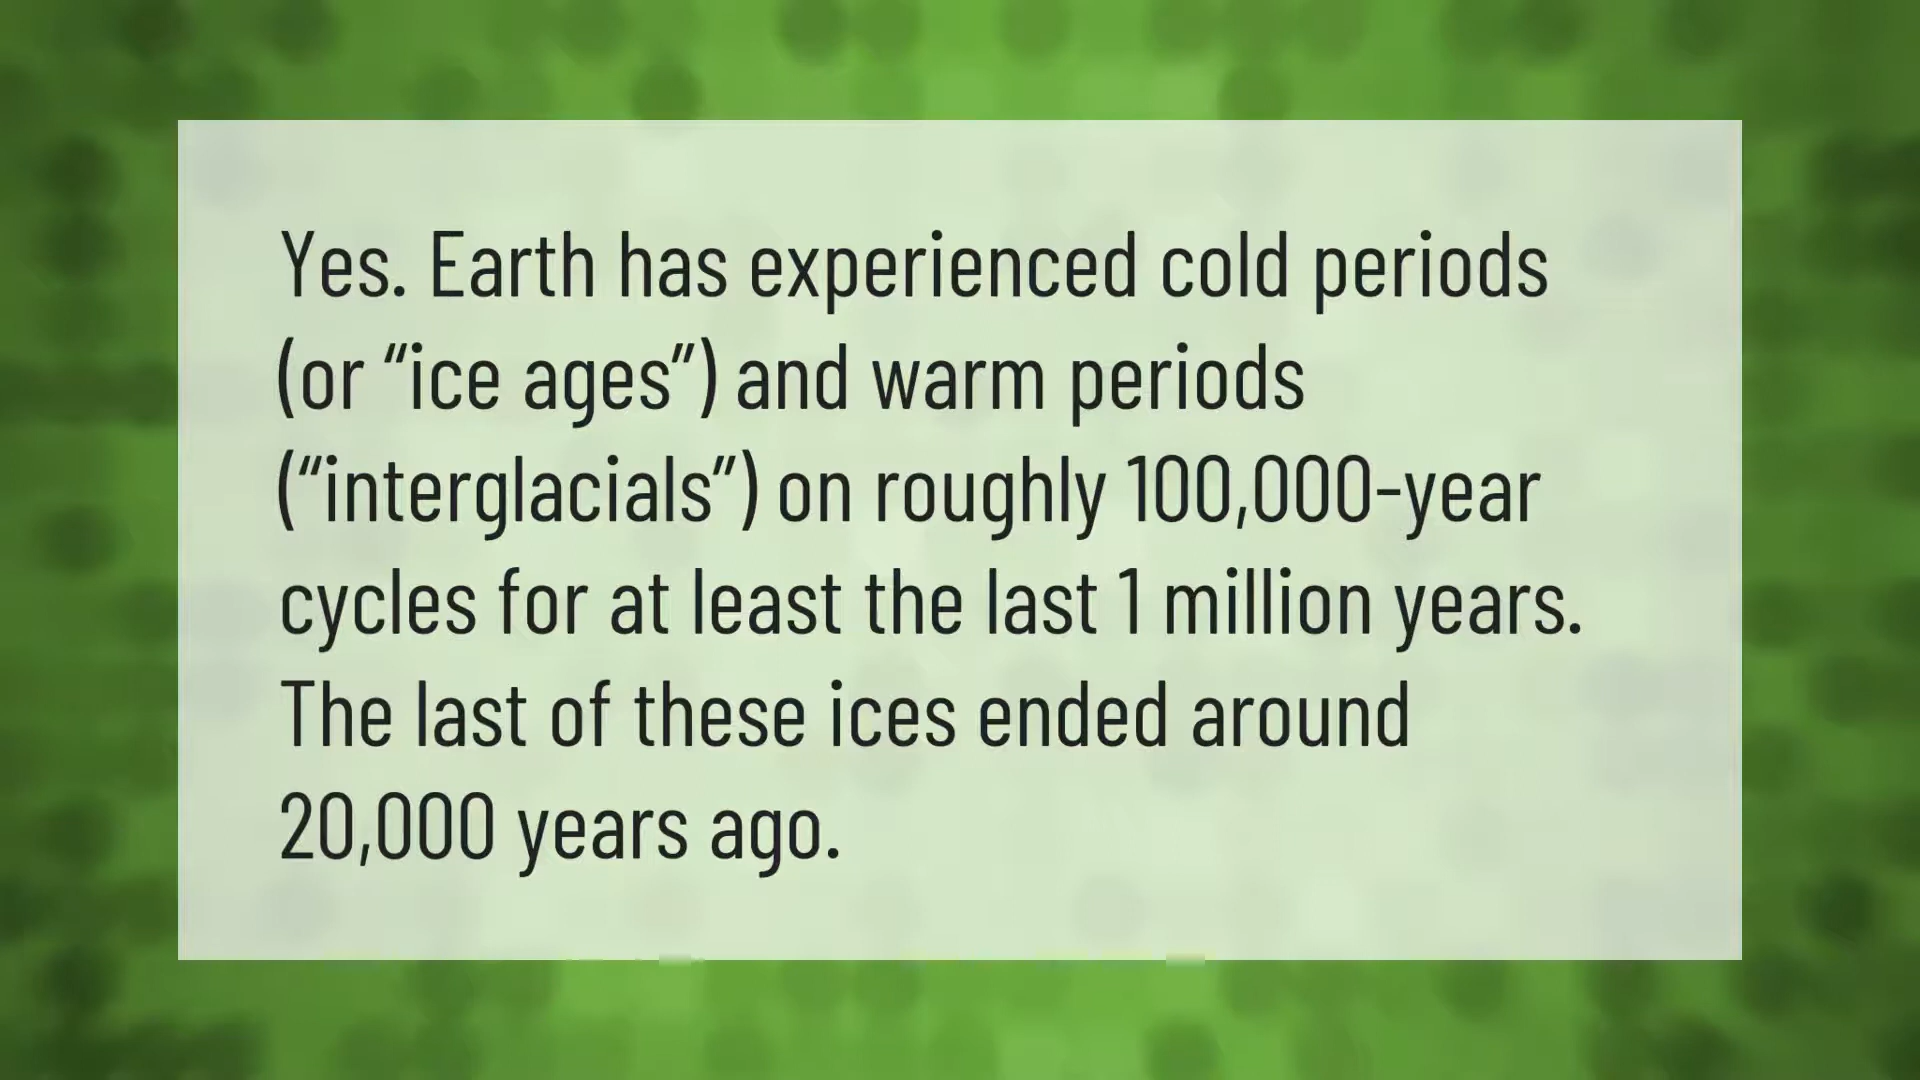 Yes. Earth has experienced cold periods
(or “ice ages”) and warm periods
(“interglacials”) on roughly 100,000-year
cycles for at least the last 1 million years.
The last of these ices ended around
20,000 years ago.